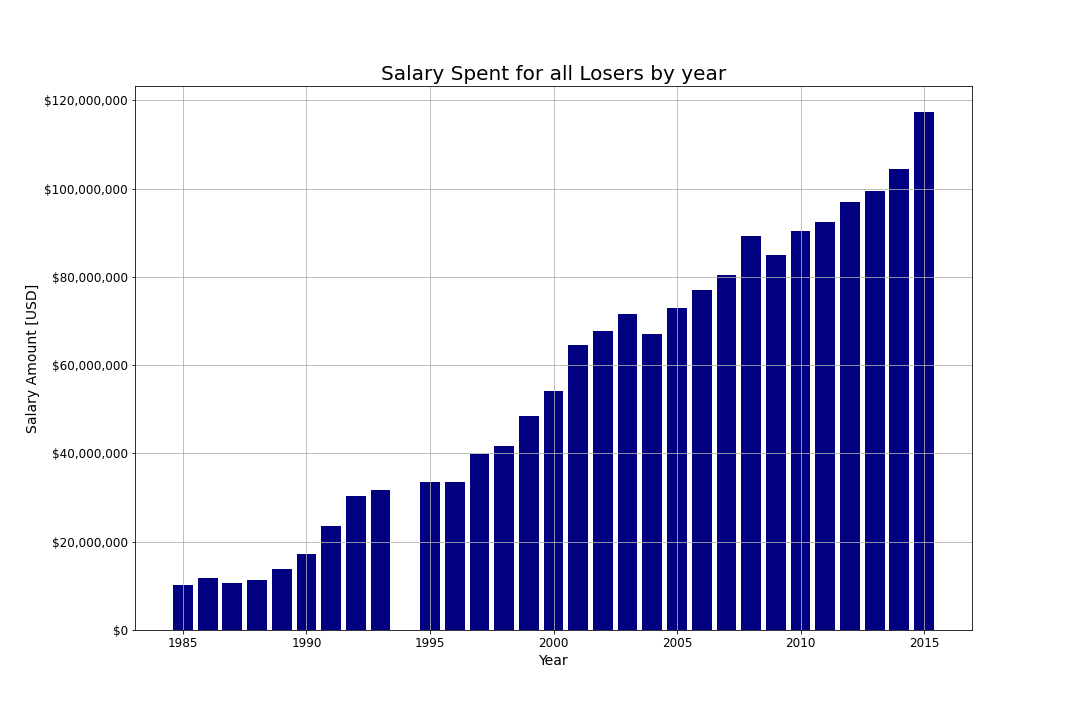 Salary Spent for all Losers by year
$120,000,000
$100,000,000
$80,000,000
$60,000,000
$40,000,000
$20,000,000
$0
Salary Amount [USD]
1985 1990 1995 2000 2005 2010 2015
Year